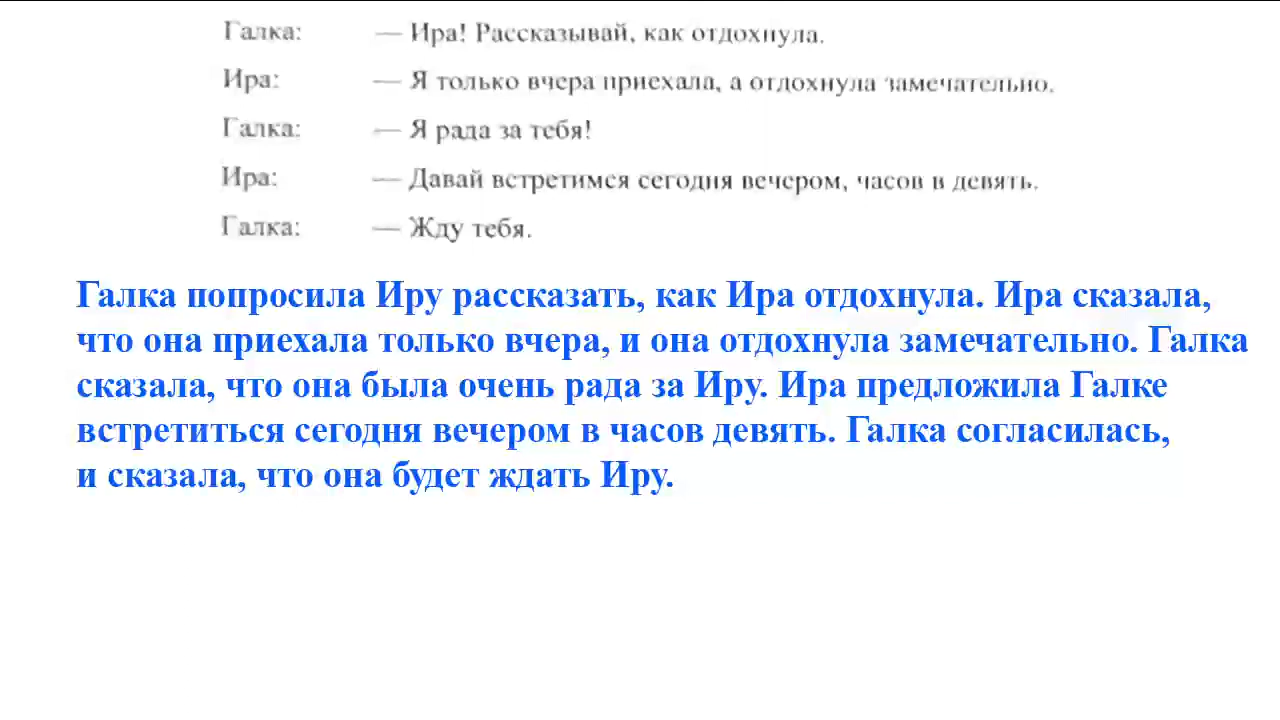 Галка: — Ира! Рассказывай, как отдохнула.
Ира: — Я только вчера приехала, а отдохнула замечательно.
Галка: — Я рада за тебя!
Ира: — Давай встретимся сегодня вечером, часов в девять.
Галка: — Жду тебя.
Галка попросила Иру рассказать, как Ира отдохнула. Ира сказала,
что она приехала только вчера, и она отдохнула замечательно. Галка
сказала, что она была очень рада за Иру. Ира предложила Галке
встретиться сегодня вечером в часов девять. Галка согласилась,
и сказала, что она будет ждать Иру.